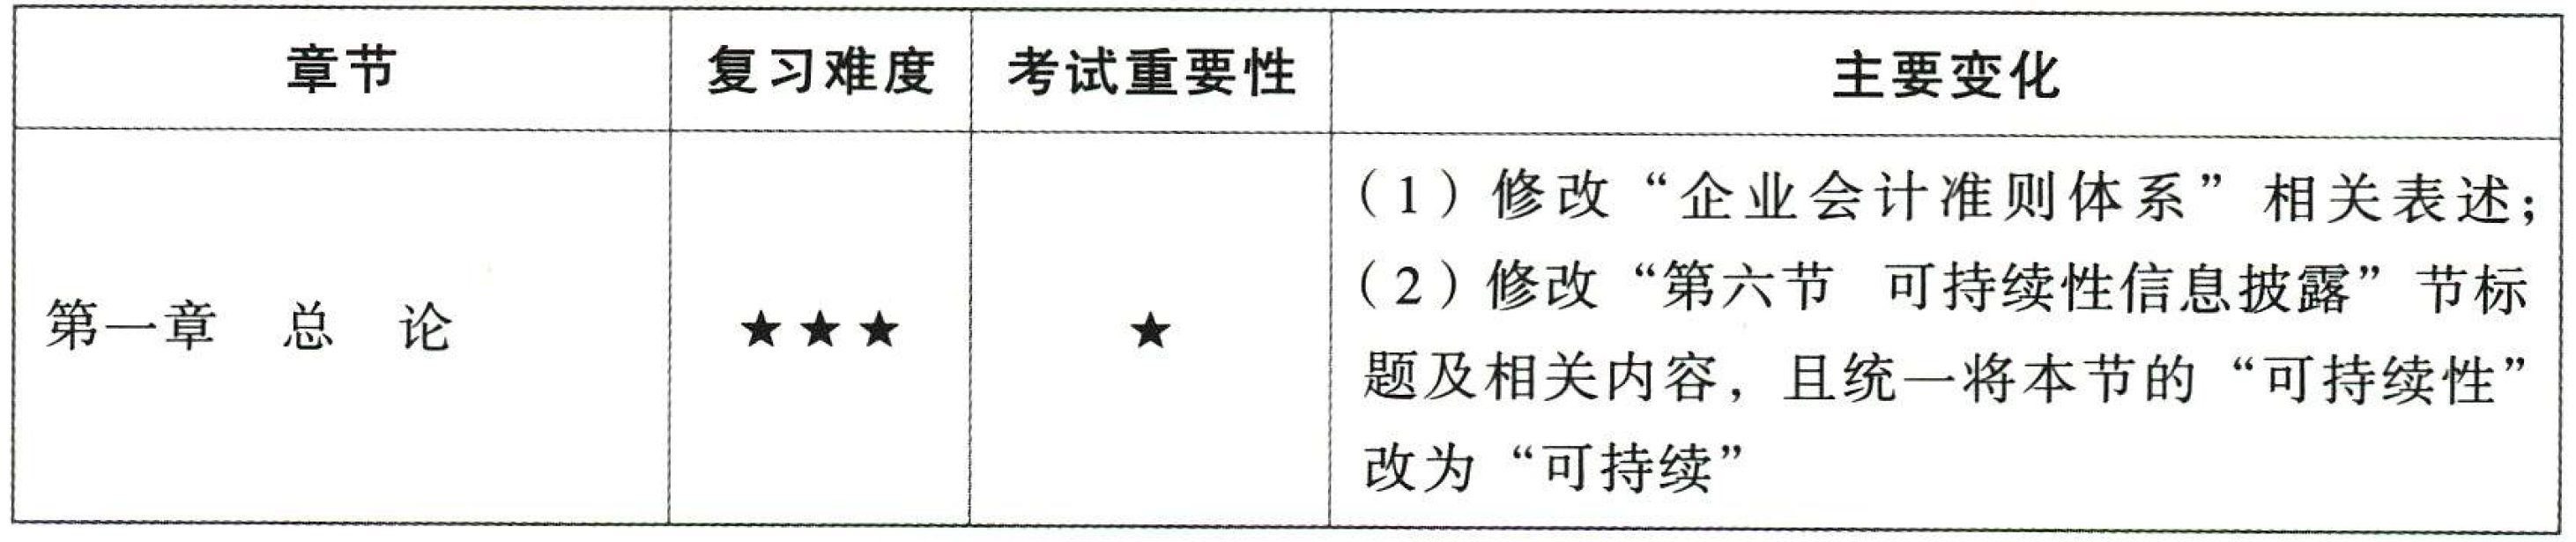 章节 复习难度 考试重要性 主要变化
第一章 总 论 ★★★ ★
（1）修改“企业会计准则体系”相关表述；
（2）修改“第六节 可持续性信息披露”节标
题及相关内容，且统一将本节的“可持续性”
改为“可持续”